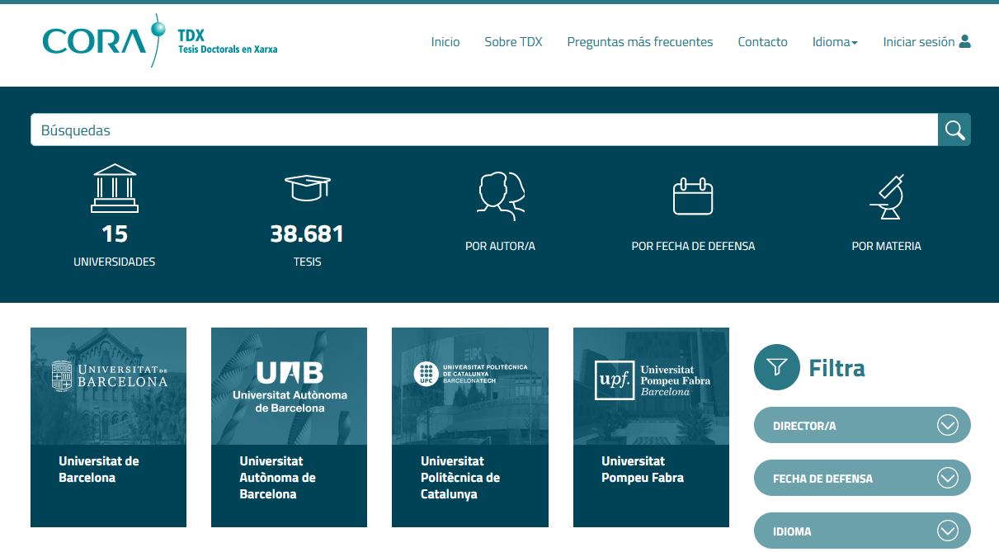 CORA
TDX
Tesis Doctorals en Xarxa
Inicio
Sobre TDX
Preguntas más frecuentes
Contacto
Idioma
Iniciar sesión
Búsquedas
15
UNIVERSIDADES
38.681
TESIS
POR AUTOR/A
POR FECHA DE DEFENSA
POR MATERIA
UNIVERSITAT DE
BARCELONA
Universitat de
Barcelona
UAB
Universitat Autònoma
de Barcelona
Universitat
Autònoma de
Barcelona
UPC
UPC
UNIVERSITAT POLITÈCNICA
DE CATALUNYA
BARCELONATECH
Universitat
Politècnica de
Catalunya
upf.
Universitat
Pompeu Fabra
Barcelona
Universitat
Pompeu Fabra
Filtra
DIRECTOR/A
FECHA DE DEFENSA
IDIOMA